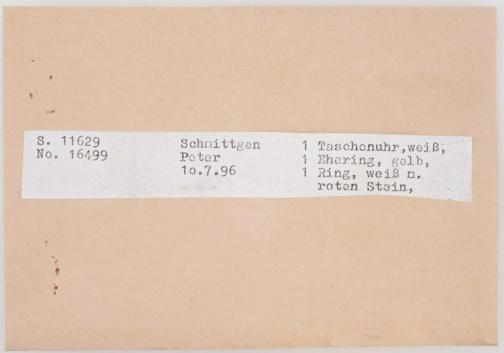 S. 11629
No. 16499
Schnittgen
Peter
1o.7.96
1 Taschenuhr,weiß,
1 Ehering, gelb,
1 Ring, weiß m.
roten Stein,